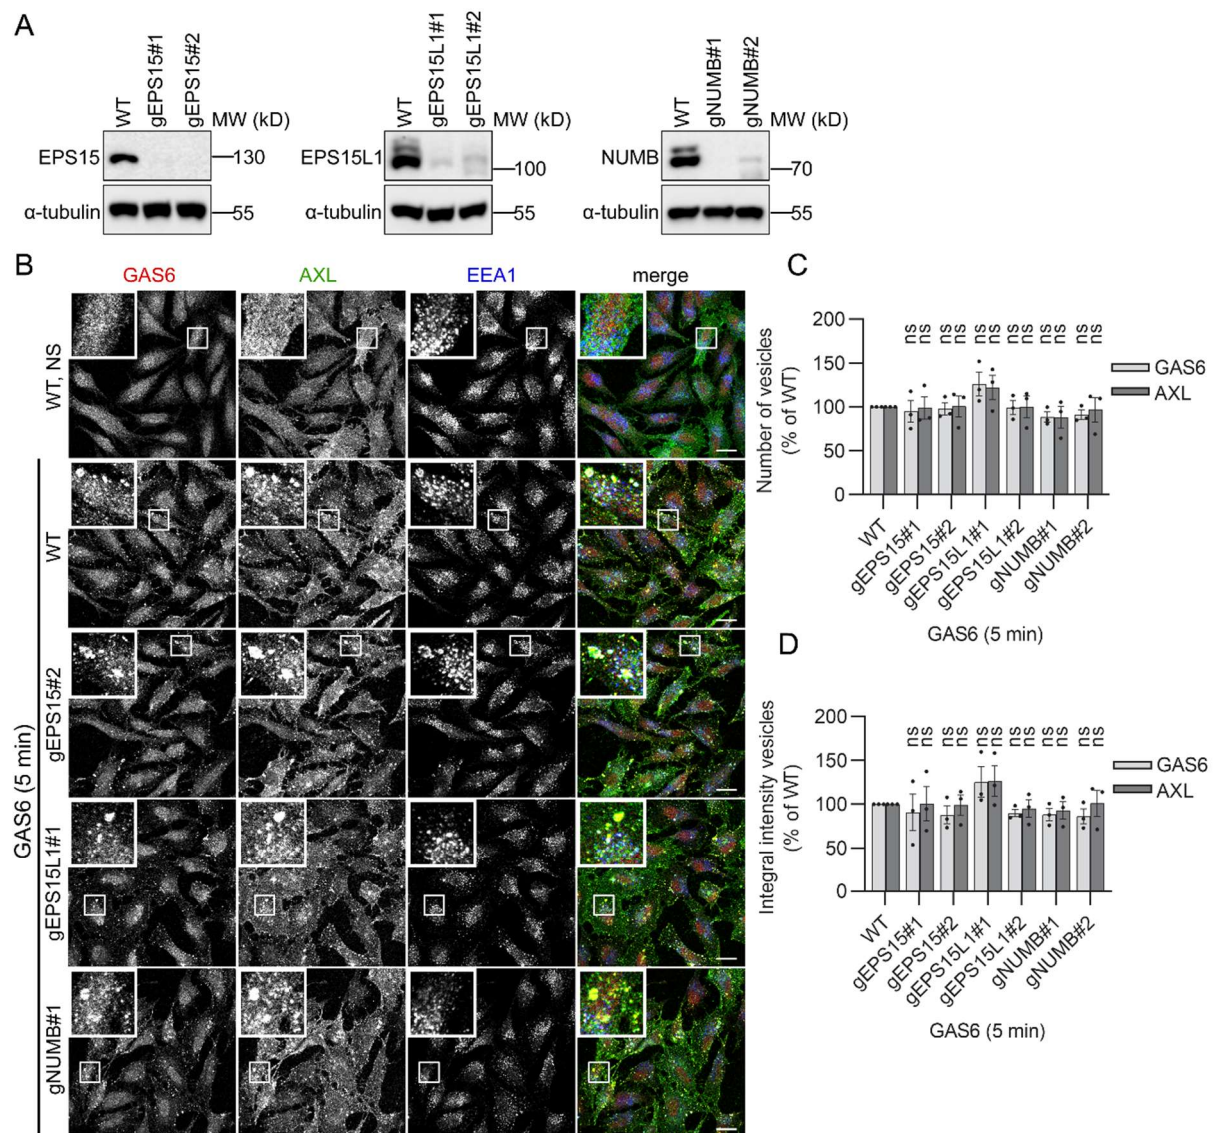 A
WT
gEPS15#1
gEPS15#2
MW (kD)
EPS15
130
α-tubulin
55
WT
gEPS15L1#1
gEPS15L1#2
MW (kD)
EPS15L1
100
α-tubulin
55
WT
gNUMB#1
gNUMB#2
MW (kD)
NUMB
70
α-tubulin
55
B
GAS6 AXL EEA1 merge
WT, NS
GAS6 (5 min)
WT
gEPS15#2
gEPS15L1#1
gNUMB#1
C
Number of vesicles
(% of WT)
200
150
100
50
0
ns ns ns ns ns ns ns ns ns ns ns ns
GAS6
AXL
WT
gEPS15#1
gEPS15#2
gEPS15L1#1
gEPS15L1#2
gNUMB#1
gNUMB#2
GAS6 (5 min)
D
Integral intensity vesicles
(% of WT)
200
150
100
50
0
ns ns ns ns ns ns ns ns ns ns ns ns
GAS6
AXL
WT
gEPS15#1
gEPS15#2
gEPS15L1#1
gEPS15L1#2
gNUMB#1
gNUMB#2
GAS6 (5 min)